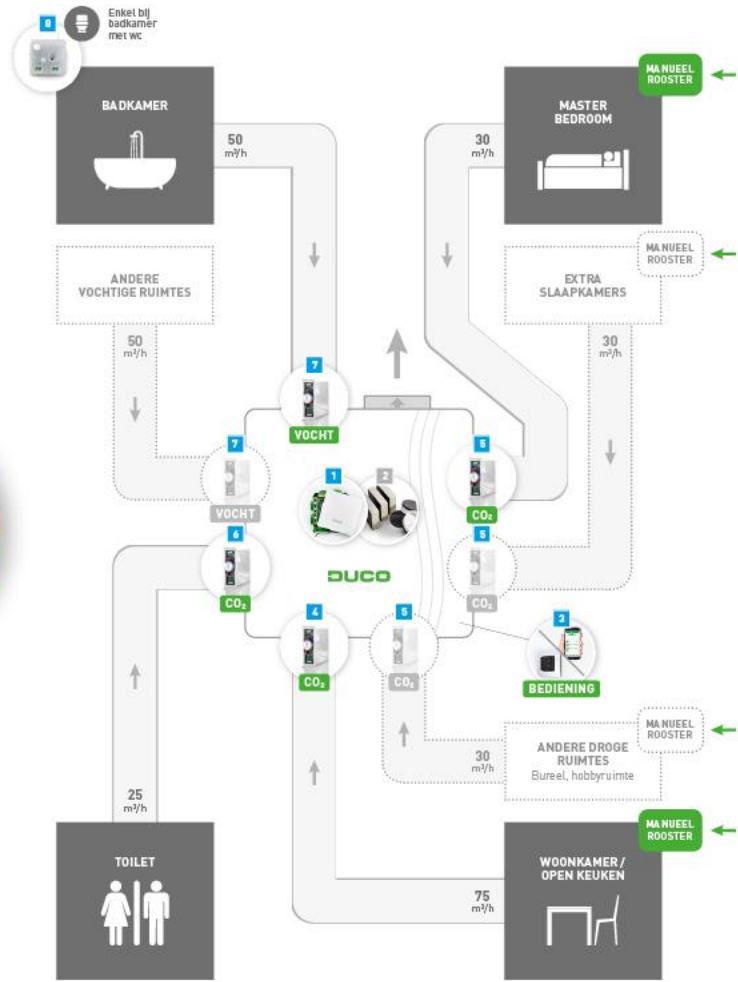 8
Enkel bij
badkamer
met wc
BADKAMER
50
m³/h
MANUEEL
ROOSTER
MASTER
BEDROOM
30
m³/h
ANDERE
VOCHTIGE RUIMTES
50
m³/h
MANUEEL
ROOSTER
EXTRA
SLAAPKAMERS
30
m³/h
7
VOCHT
7
VOCHT
1
2
5
CO₂
6
CO₂
DUCO
5
CO₂
4
CO₂
5
CO₂
3
BEDIENING
MANUEEL
ROOSTER
ANDERE DROGE
RUIMTES
Bureel, hobbyruimte
30
m³/h
25
m³/h
TOILET
MANUEEL
ROOSTER
WOONKAMER /
OPEN KEUKEN
75
m³/h